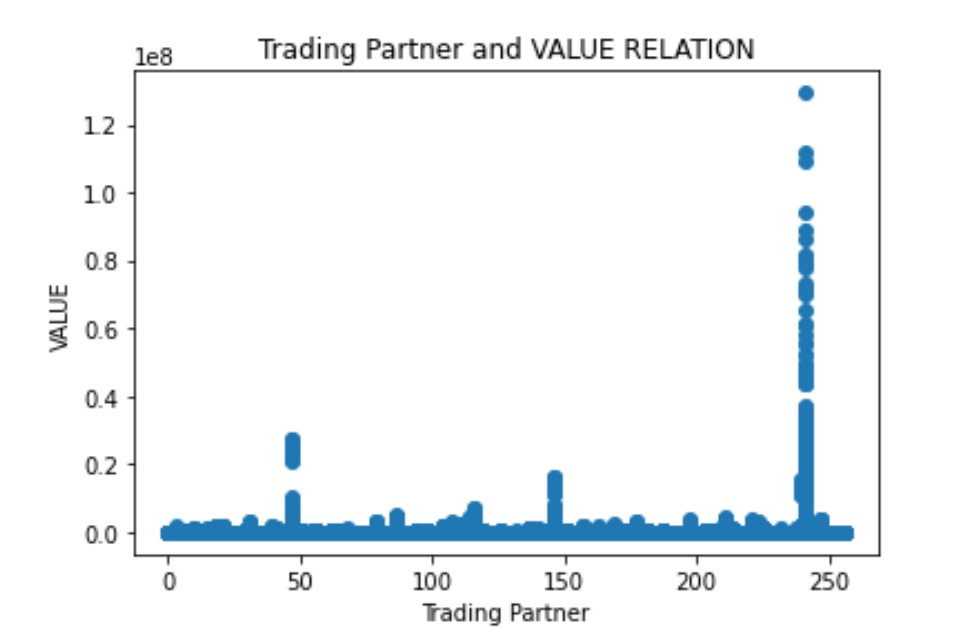 Trading Partner and VALUE RELATION
1e8
1.2
1.0
0.8
0.6
0.4
0.2
0.0
VALUE
0 50 100 150 200 250
Trading Partner